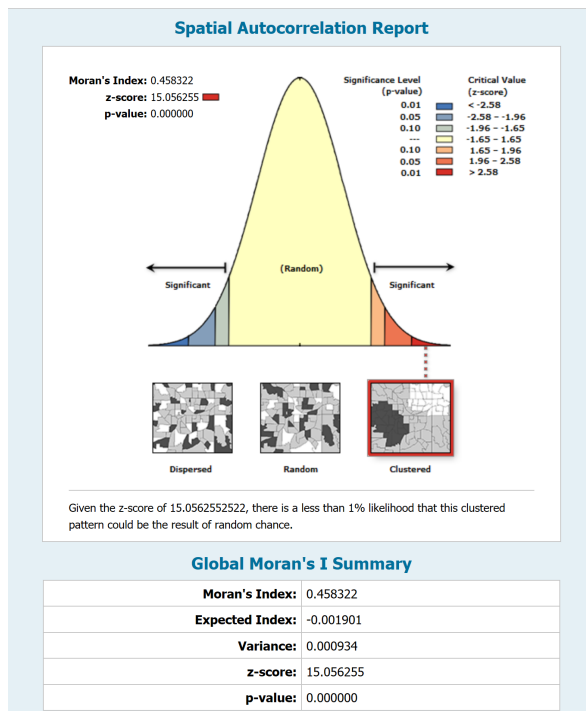 Spatial Autocorrelation Report
Moran's Index: 0.458322
z-score: 15.056255
p-value: 0.000000
Significance Level Critical Value
(p-value) (z-score)
0.01 < -2.58
0.05 -2.58 - -1.96
0.10 -1.96 - -1.65
--- -1.65 - 1.65
0.10 1.65 - 1.96
0.05 1.96 - 2.58
0.01 > 2.58
(Random)
Significant Significant
Dispersed Random Clustered
Given the z-score of 15.0562552522, there is a less than 1% likelihood that this clustered
pattern could be the result of random chance.
Global Moran's I Summary
Moran's Index: 0.458322
Expected Index: -0.001901
Variance: 0.000934
z-score: 15.056255
p-value: 0.000000